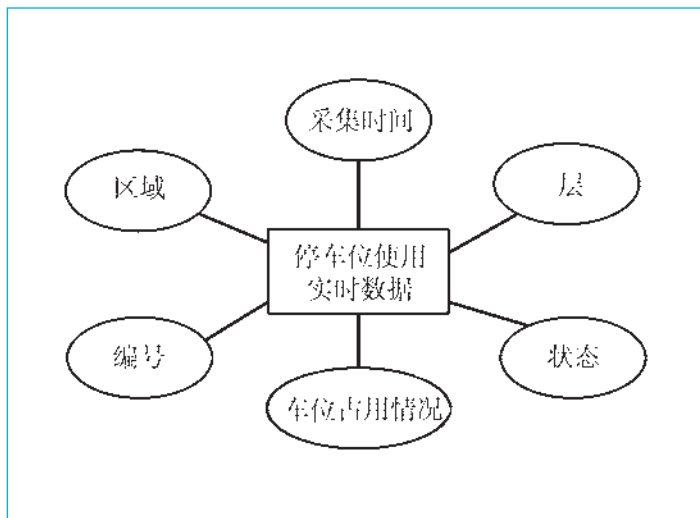 采集时间
区域
层
停车位使用
实时数据
编号
状态
车位占用情况